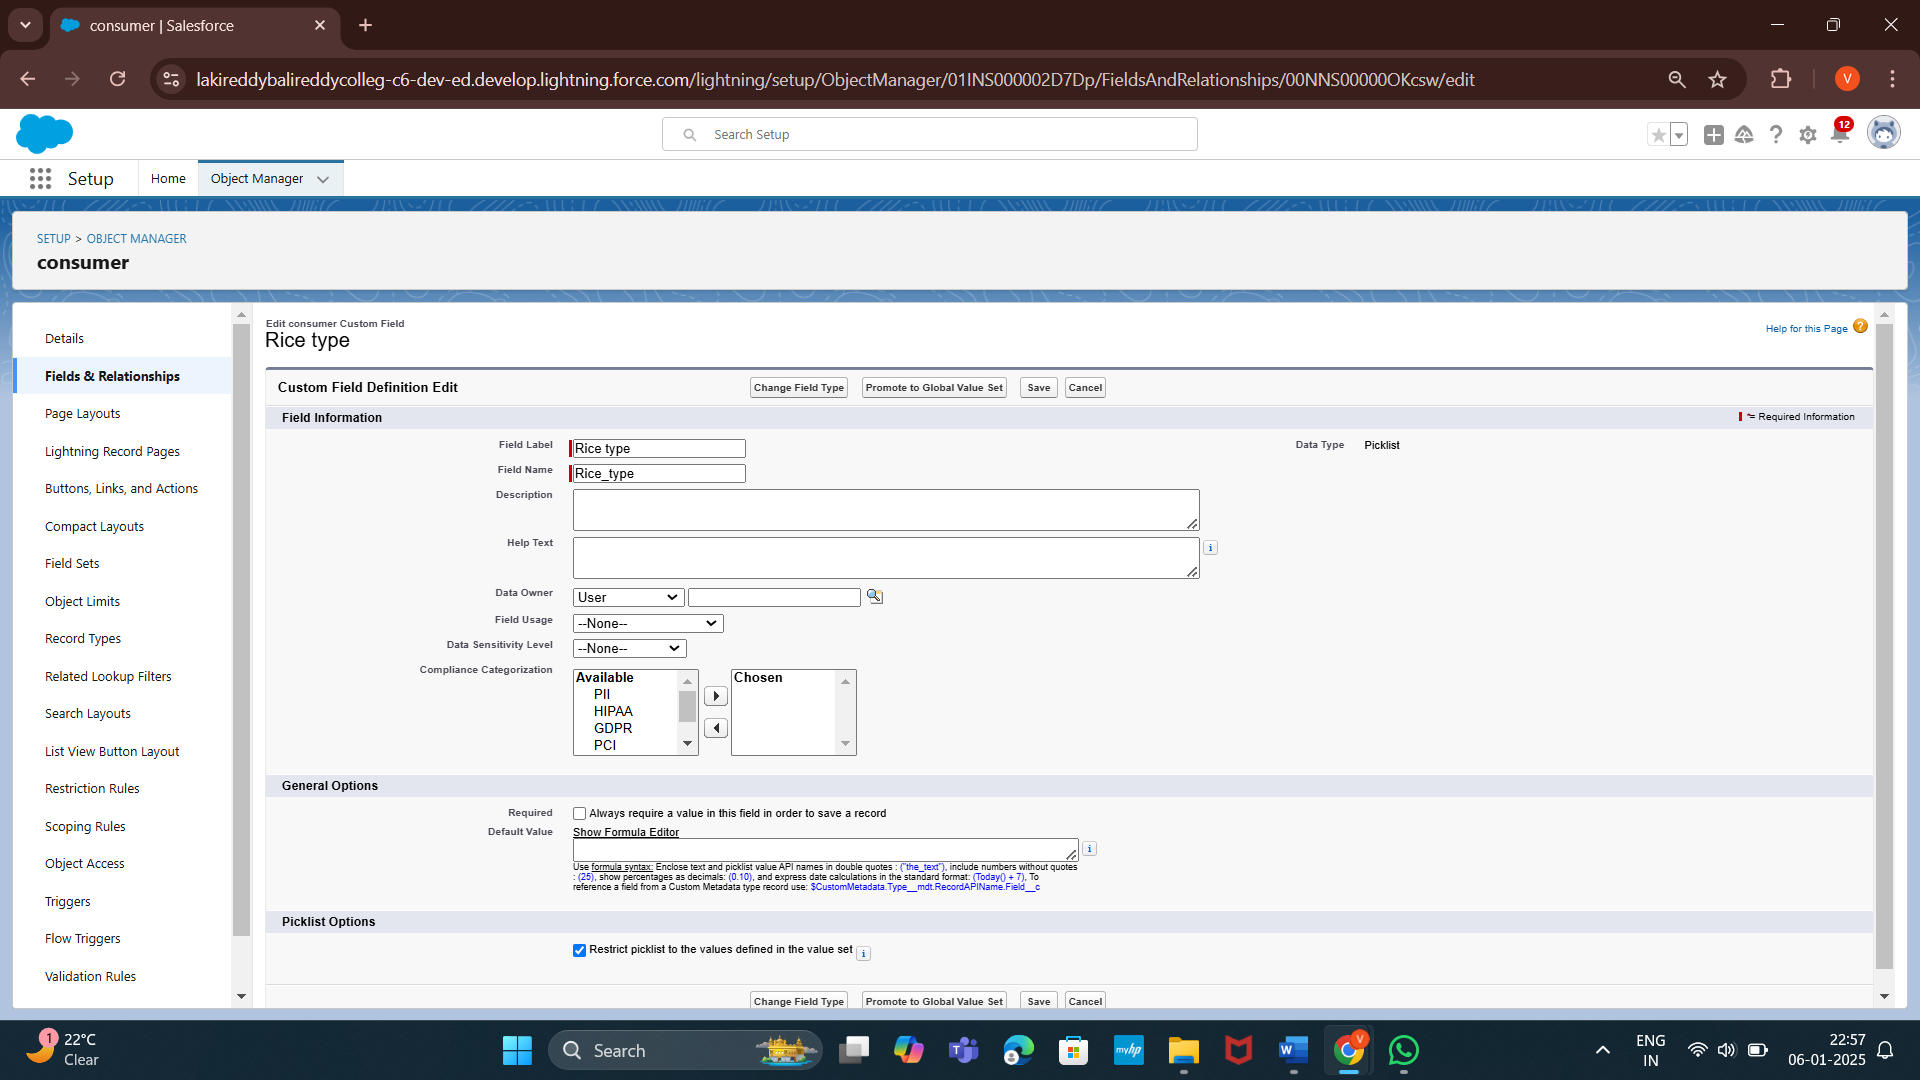 consumer | Salesforce
lakireddybalireddycolleg-c6-dev-ed.develop.lightning.force.com/lightning/setup/ObjectManager/01INS000002D7Dp/FieldsAndRelationships/00NNS00000OKcsw/edit
V
Search Setup
12
Setup
Home
Object Manager
SETUP > OBJECT MANAGER
consumer
Details
Fields & Relationships
Page Layouts
Lightning Record Pages
Buttons, Links, and Actions
Compact Layouts
Field Sets
Object Limits
Record Types
Related Lookup Filters
Search Layouts
List View Button Layout
Restriction Rules
Scoping Rules
Object Access
Triggers
Flow Triggers
Validation Rules
Edit consumer Custom Field
Rice type
Help for this Page ?
Custom Field Definition Edit
Change Field Type
Promote to Global Value Set
Save
Cancel
Field Information
*= Required Information
Field Label
Rice type
Data Type
Picklist
Field Name
Rice_type
Description
Help Text
i
Data Owner
User
Field Usage
--None--
Data Sensitivity Level
--None--
Compliance Categorization
Available
PII
HIPAA
GDPR
PCI
Chosen
General Options
Required
Always require a value in this field in order to save a record
Default Value
Show Formula Editor
i
Use formula syntax: Enclose text and picklist value API names in double quotes : ("the_text"), include numbers without quotes
: (25), show percentages as decimals: (0.10), and express date calculations in the standard format: (Today() + 7), To
reference a field from a Custom Metadata type record use: $CustomMetadata.Type__mdt.RecordAPIName.Field__c
Picklist Options
Restrict picklist to the values defined in the value set
i
Change Field Type
Promote to Global Value Set
Save
Cancel
1
22°C
Clear
Search
myhp
W
V
ENG
IN
22:57
06-01-2025